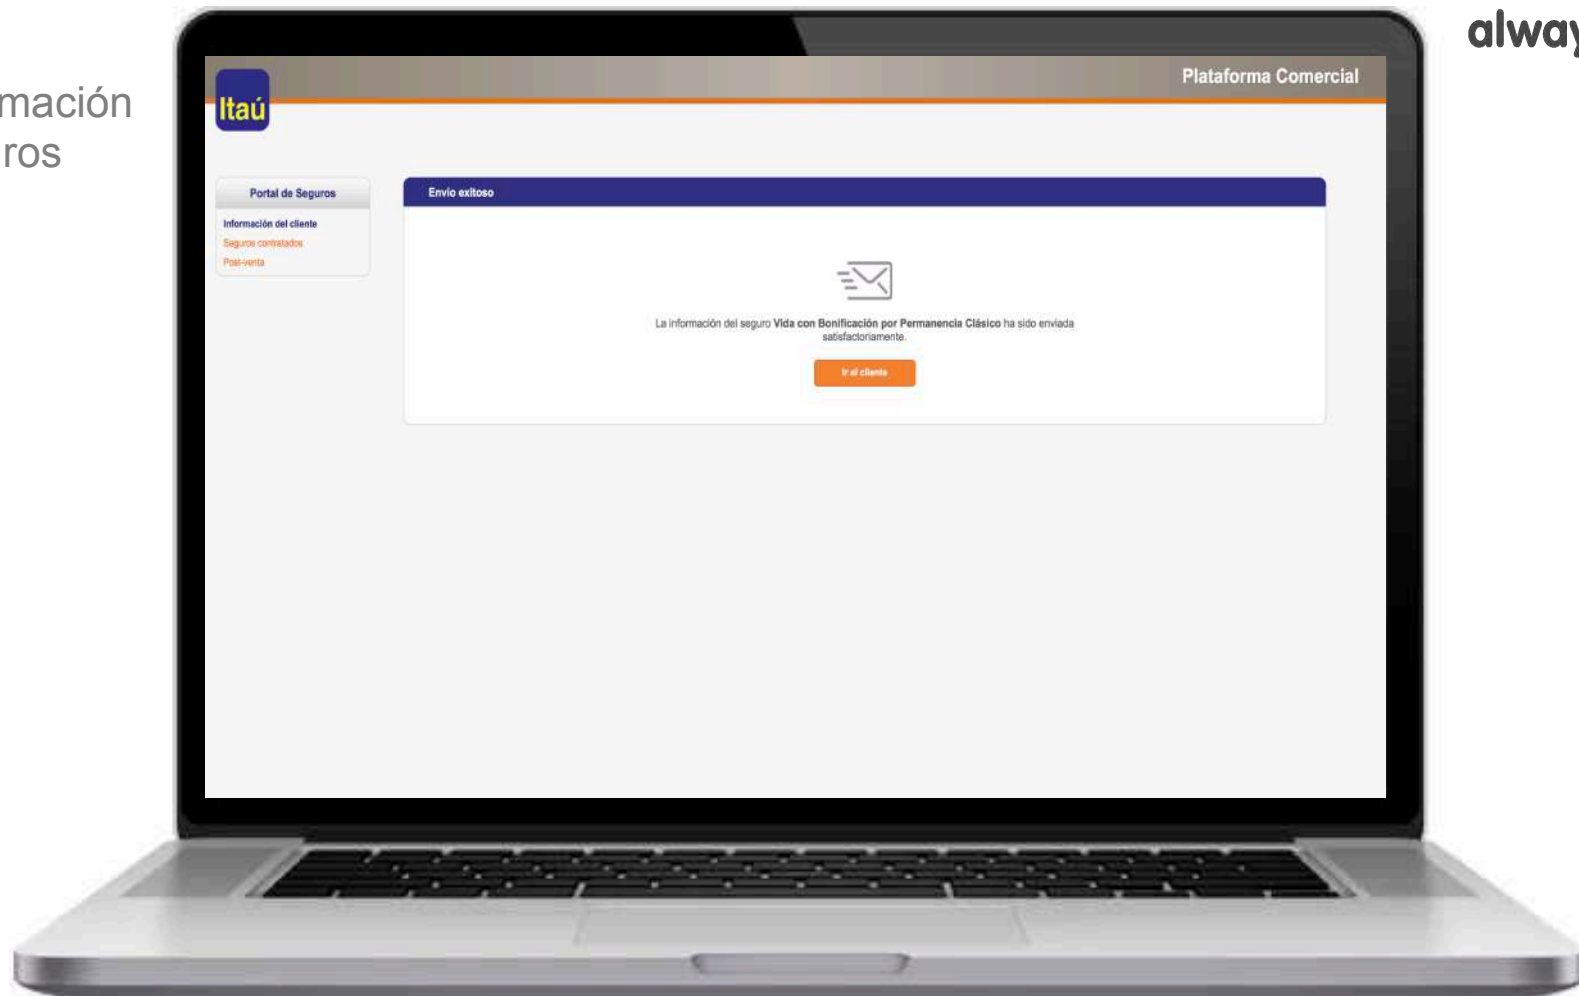 alway
mación
ros
Plataforma Comercial
Itaú
Portal de Seguros
Información del cliente
Seguros contratados
Post-venta
Envío exitoso
La información del seguro Vida con Bonificación por Permanencia Clásico ha sido enviada
satisfactoriamente.
Ir al cliente